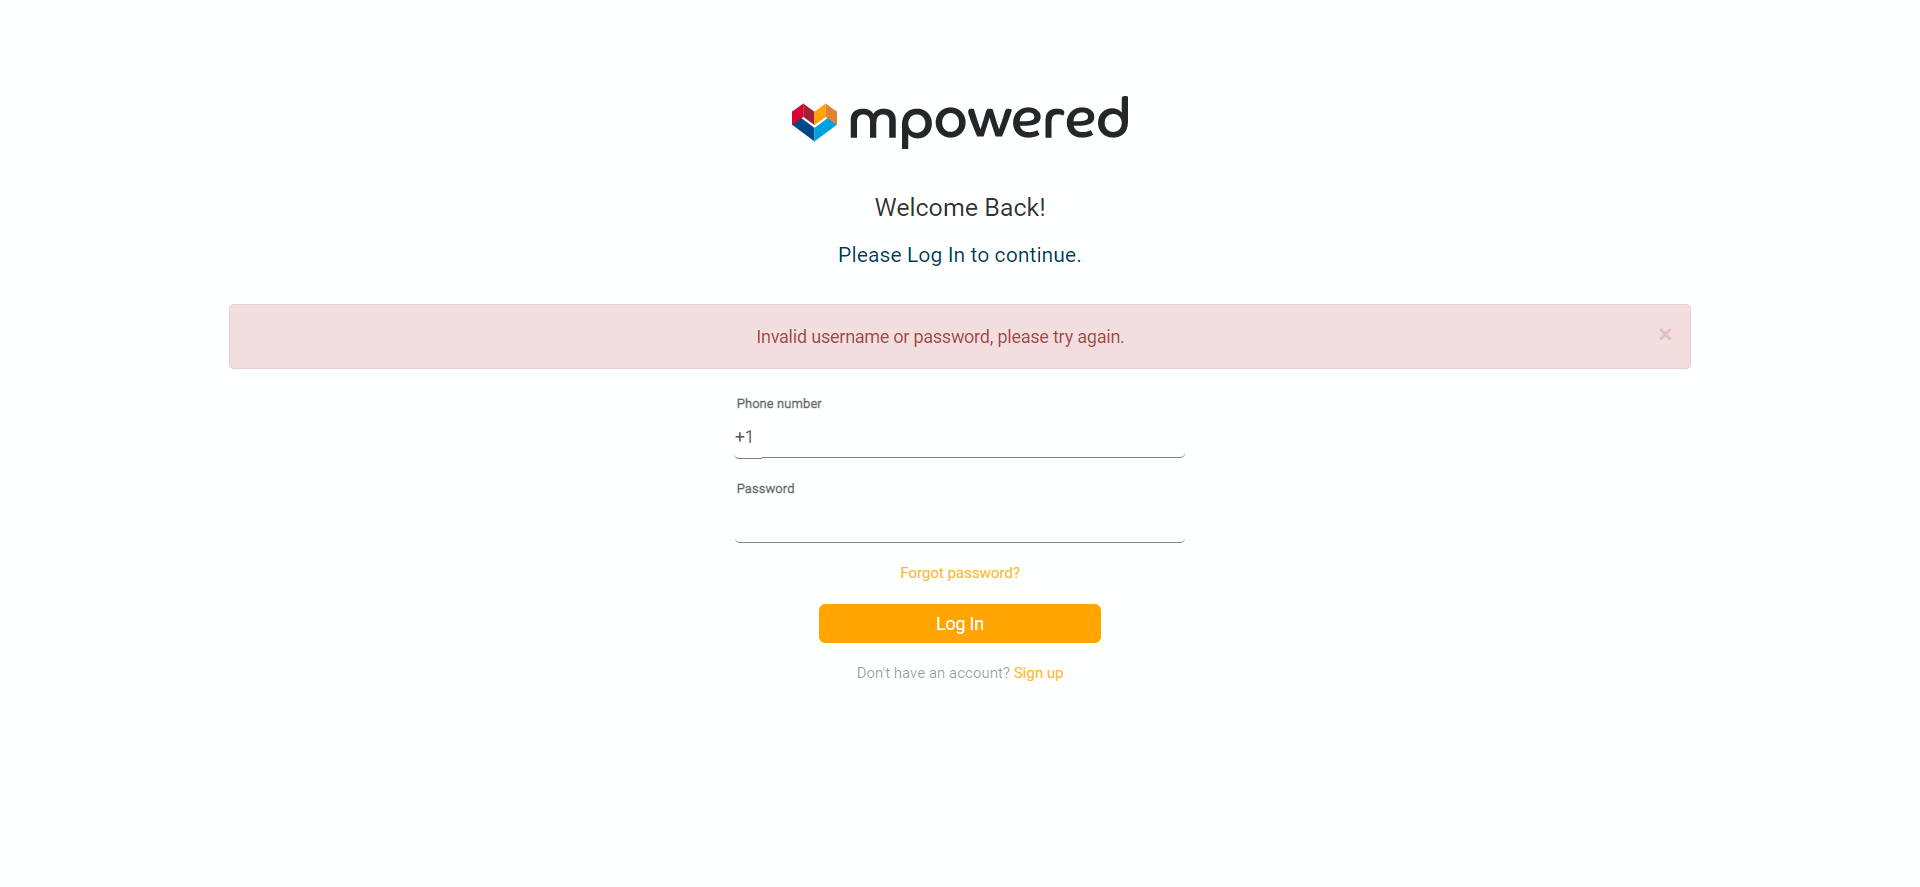 mpowered
Welcome Back!
Please Log In to continue.
Invalid username or password, please try again.
×
Phone number
+1
Password
Forgot password?
Log In
Don't have an account? Sign up